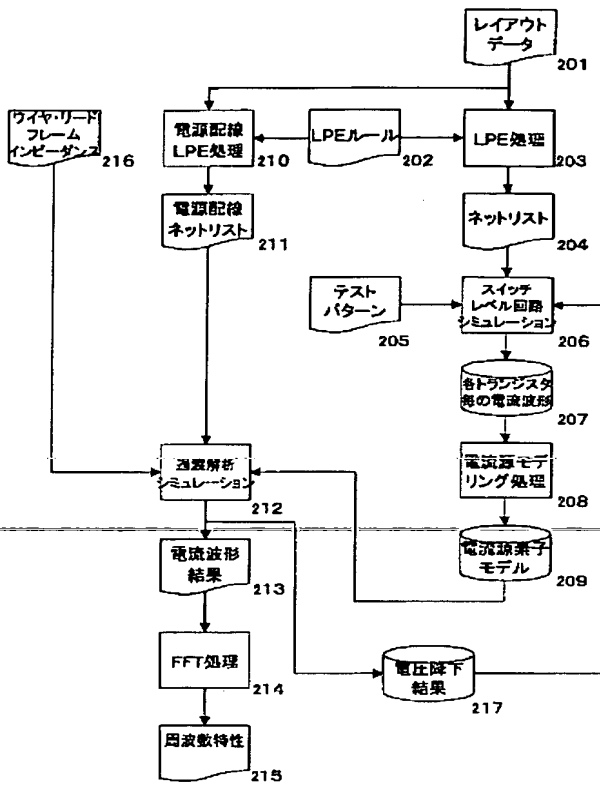 レイアウト
データ
201
ワイヤ・リード
フレーム
インピーダンス
216
電源配線
LPE処理
210
LPEルール
202
LPE処理
203
電源配線
ネットリスト
211
ネットリスト
204
テスト
パターン
205
スイッチ
レベル回路
シミュレーション
206
各トランジスタ
毎の電流波形
207
過渡解析
シミュレーション
212
電流源モデ
リング処理
208
電流波形
結果
213
電流源素子
モデル
209
FFT処理
214
電圧降下
結果
217
周波数特性
215